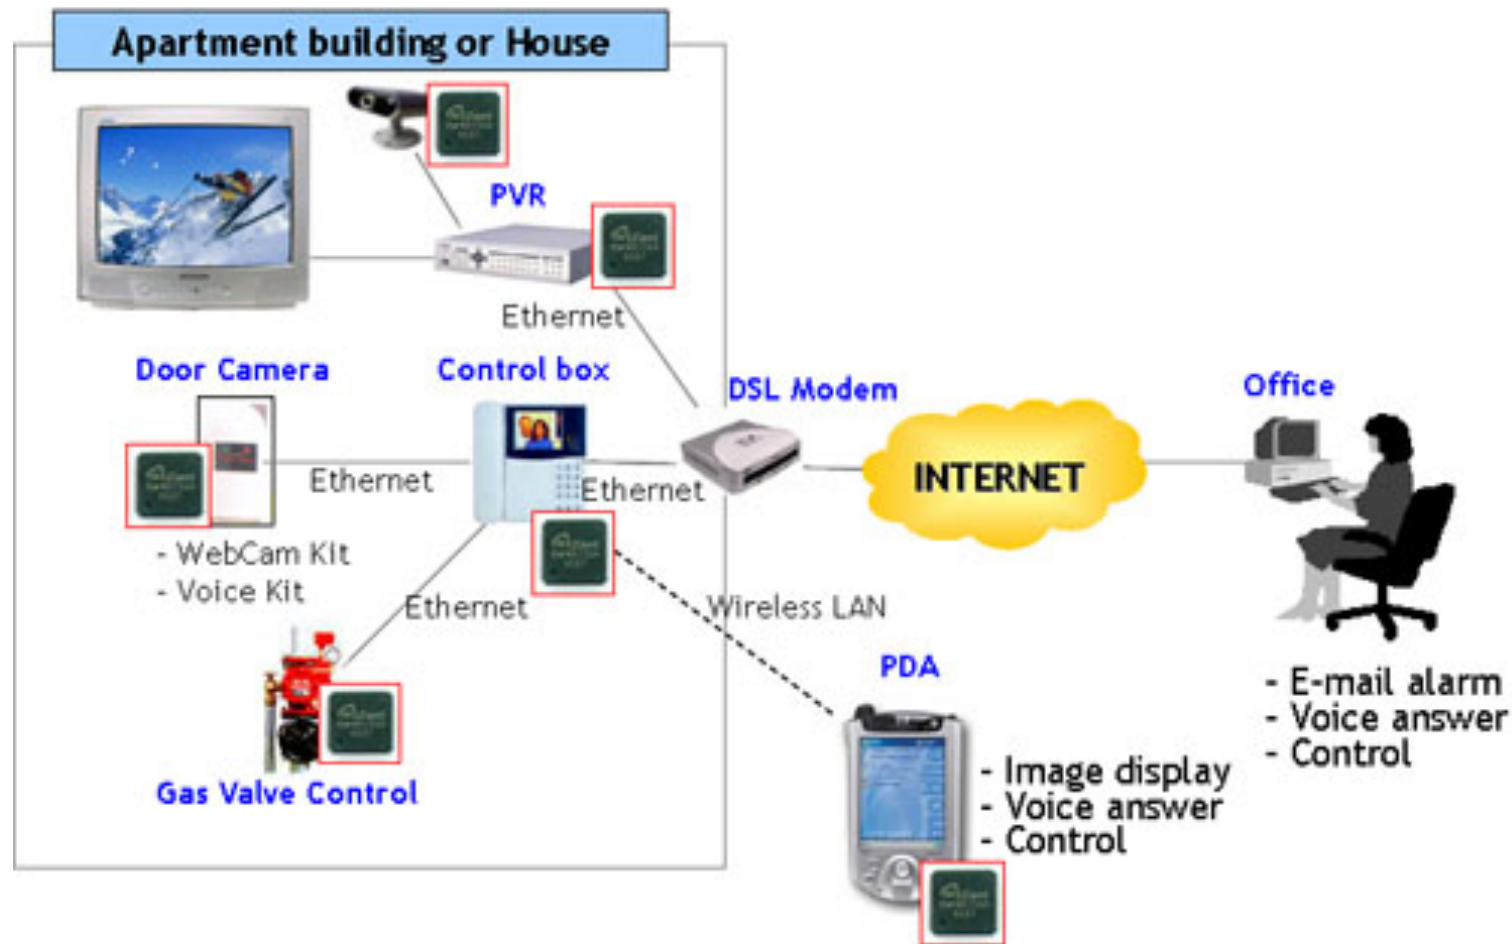 Apartment building or House
PVR
Ethernet
Door Camera
Control box
DSL Modem
Office
INTERNET
Ethernet
Ethernet
- WebCam Kit
- Voice Kit
Ethernet
Wireless LAN
PDA
- E-mail alarm
- Voice answer
- Control
- Image display
- Voice answer
- Control
Gas Valve Control